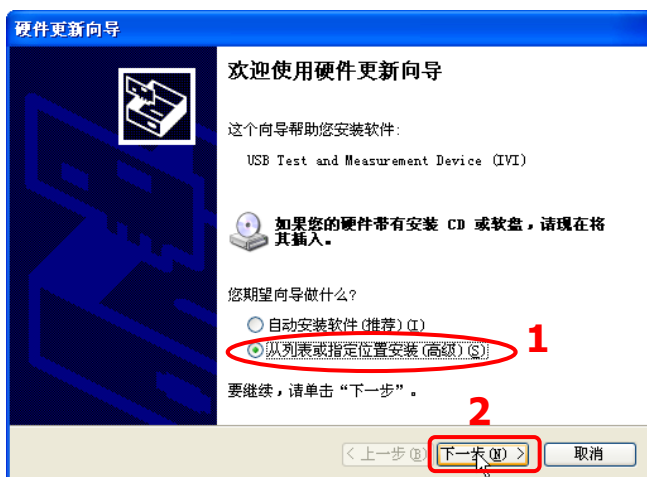 硬件更新向导
欢迎使用硬件更新向导
这个向导帮助您安装软件:
USB Test and Measurement Device (IVI)
如果您的硬件带有安装 CD 或软盘，请现在将
其插入。
您期望向导做什么?
自动安装软件(推荐)(I)
从列表或指定位置安装(高级)(S)
1
要继续，请单击“下一步”。
2
< 上一步(B) 下一步(N) > 取消